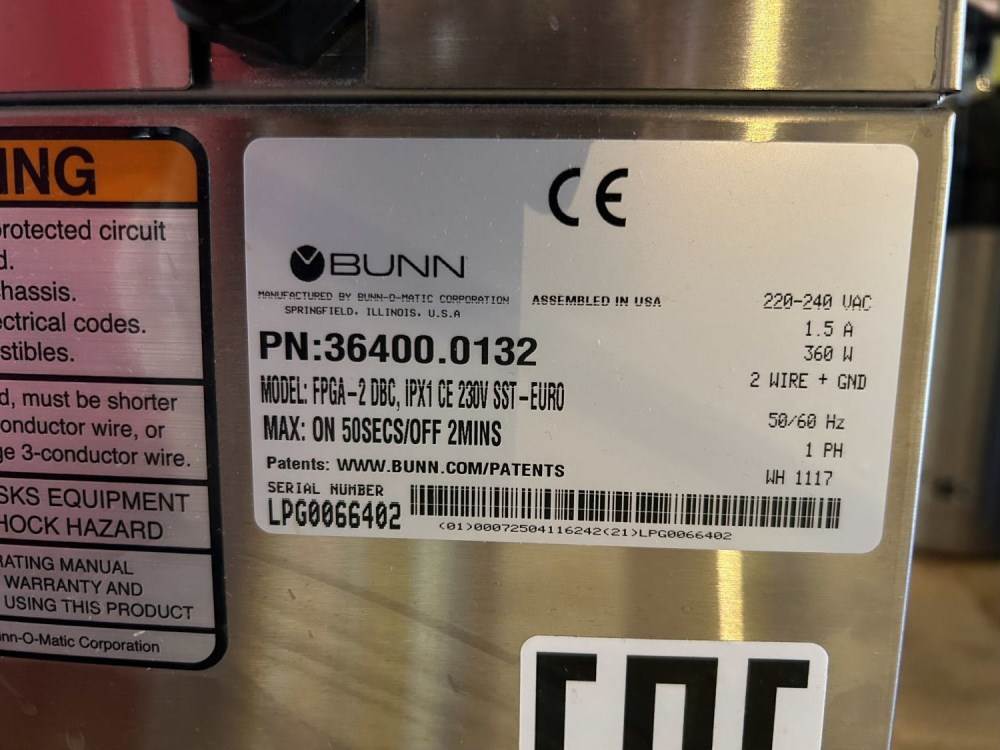 ING
protected circuit
d.
chassis.
ectrical codes.
stibles.
d, must be shorter
onductor wire, or
ge 3-conductor wire.
SKS EQUIPMENT
HOCK HAZARD
RATING MANUAL
WARRANTY AND
USING THIS PRODUCT
nn-O-Matic Corporation
CE
BUNN
MANUFACTURED BY BUNN-O-MATIC CORPORATION
SPRINGFIELD, ILLINOIS, U.S.A
ASSEMBLED IN USA
PN:36400.0132
MODEL: FPGA-2 DBC, IPX1 CE 230V SST-EURO
MAX: ON 50SECS/OFF 2MINS
Patents: WWW.BUNN.COM/PATENTS
SERIAL NUMBER
LPG0066402
(01)00072504116242(21)LPG0066402
220-240 VAC
1.5 A
360 W
2 WIRE + GND
50/60 Hz
1 PH
WH 1117
EAC